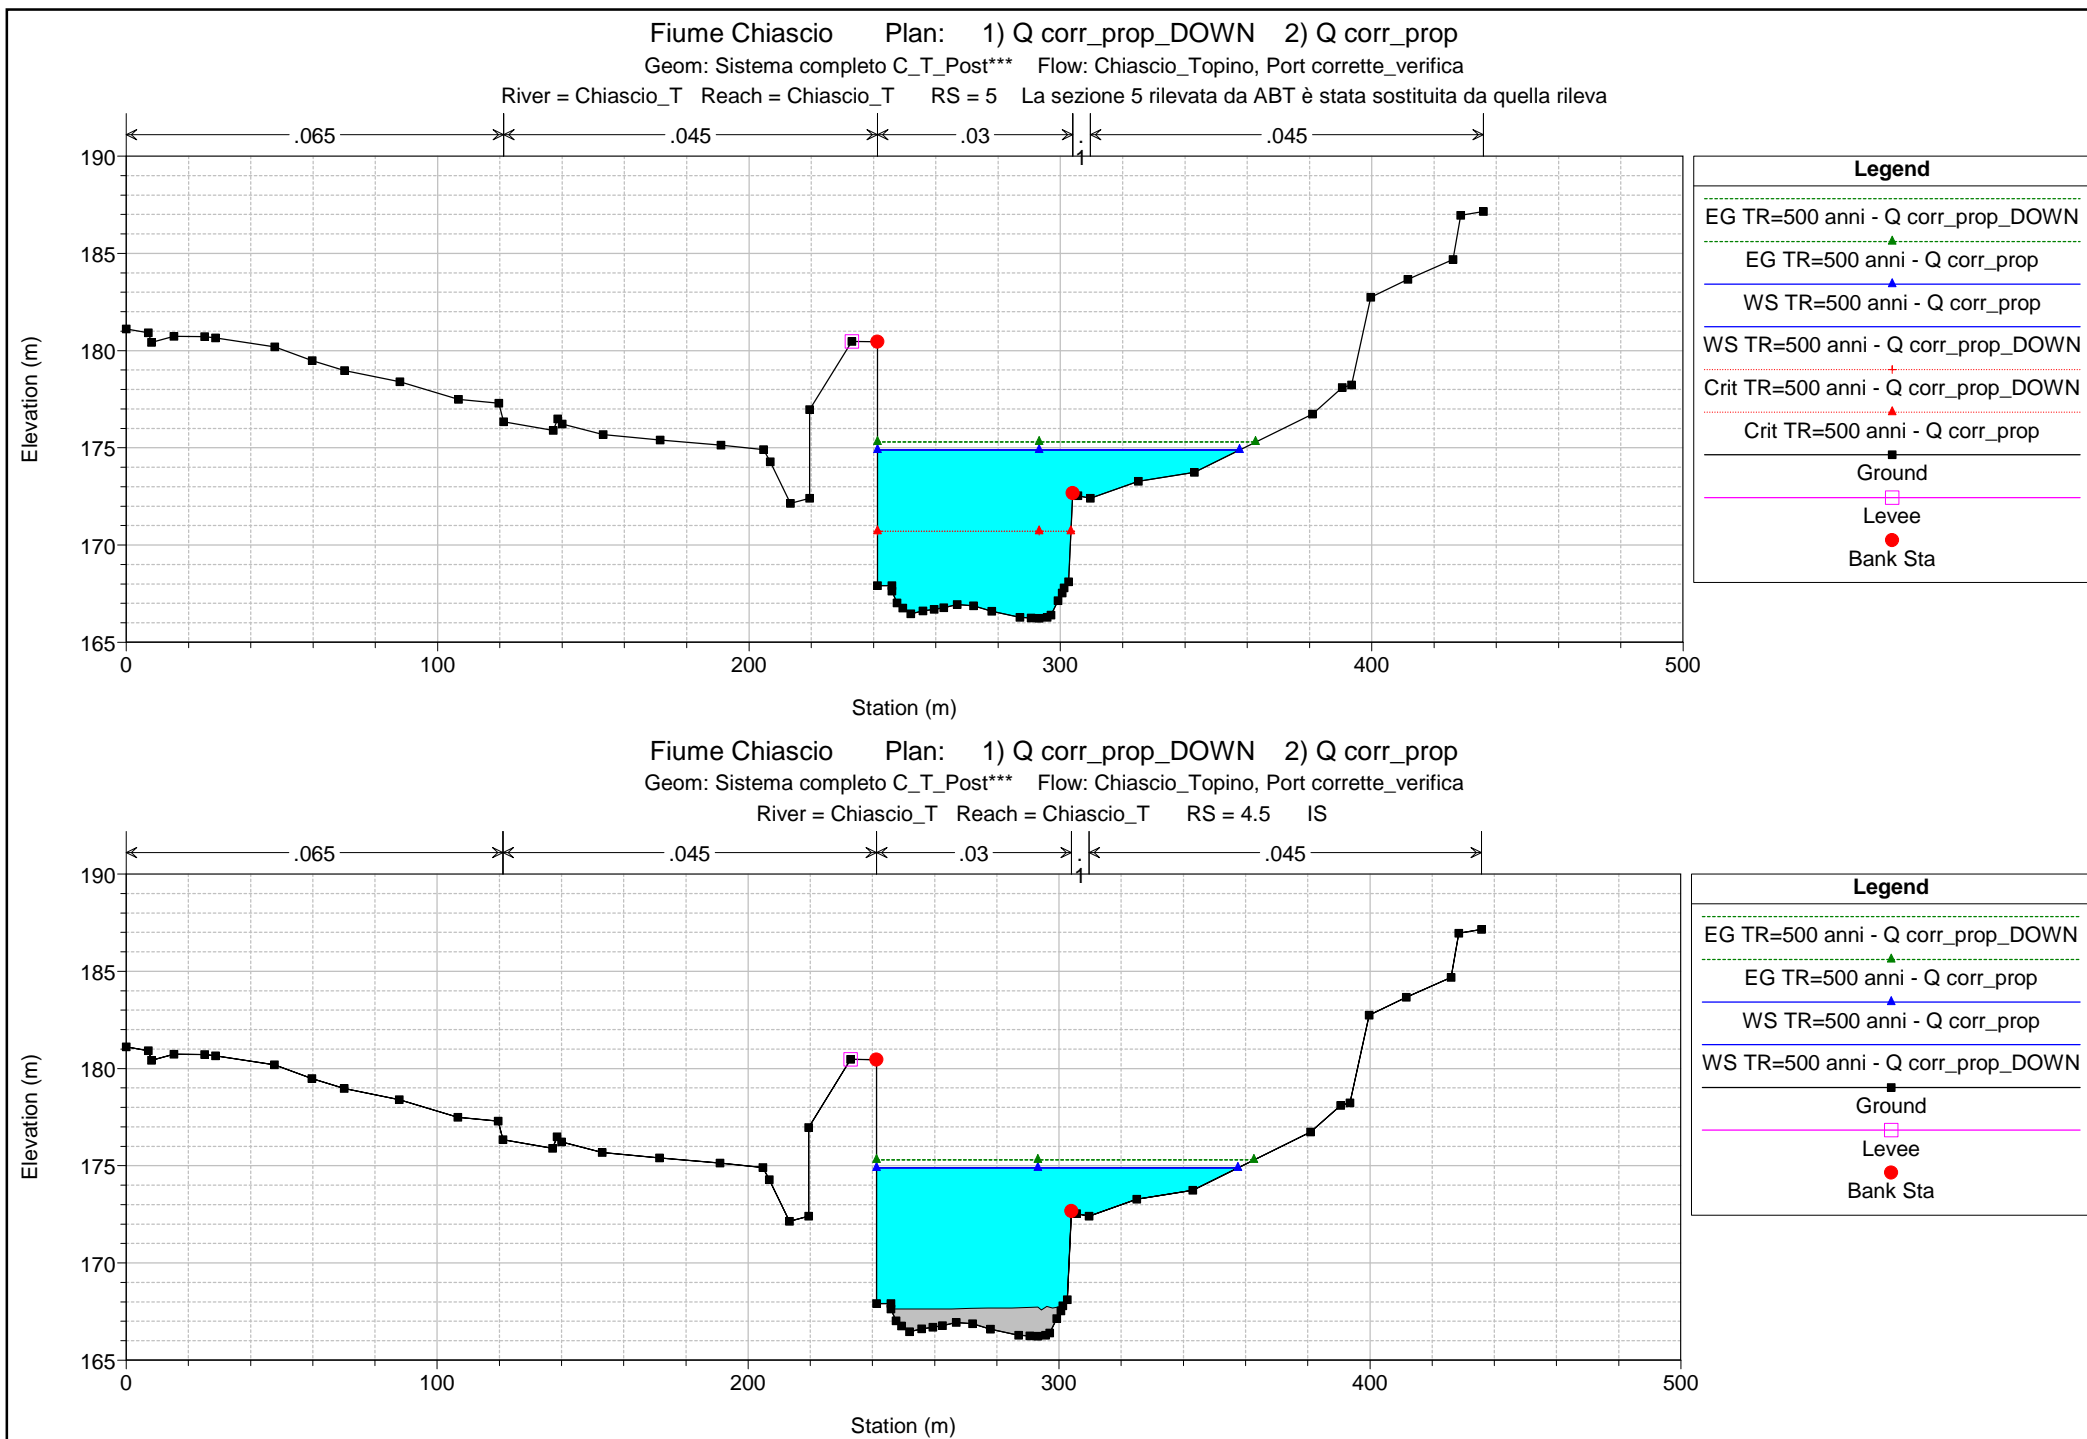 Fiume Chiascio Plan: 1) Q corr_prop_DOWN 2) Q corr_prop
Geom: Sistema completo C_T_Post*** Flow: Chiascio_Topino, Port corrette_verifica
River = Chiascio_T Reach = Chiascio_T RS = 5 La sezione 5 rilevata da ABT è stata sostituita da quella rileva
.065 .045 .03 .1 .045
190
185
180
175
170
165
Elevation (m)
0 100 200 300 400 500
Station (m)
Legend
EG TR=500 anni - Q corr_prop_DOWN
EG TR=500 anni - Q corr_prop
WS TR=500 anni - Q corr_prop
WS TR=500 anni - Q corr_prop_DOWN
Crit TR=500 anni - Q corr_prop_DOWN
Crit TR=500 anni - Q corr_prop
Ground
Levee
Bank Sta
Fiume Chiascio Plan: 1) Q corr_prop_DOWN 2) Q corr_prop
Geom: Sistema completo C_T_Post*** Flow: Chiascio_Topino, Port corrette_verifica
River = Chiascio_T Reach = Chiascio_T RS = 4.5 IS
.065 .045 .03 .1 .045
190
185
180
175
170
165
Elevation (m)
0 100 200 300 400 500
Station (m)
Legend
EG TR=500 anni - Q corr_prop_DOWN
EG TR=500 anni - Q corr_prop
WS TR=500 anni - Q corr_prop
WS TR=500 anni - Q corr_prop_DOWN
Ground
Levee
Bank Sta